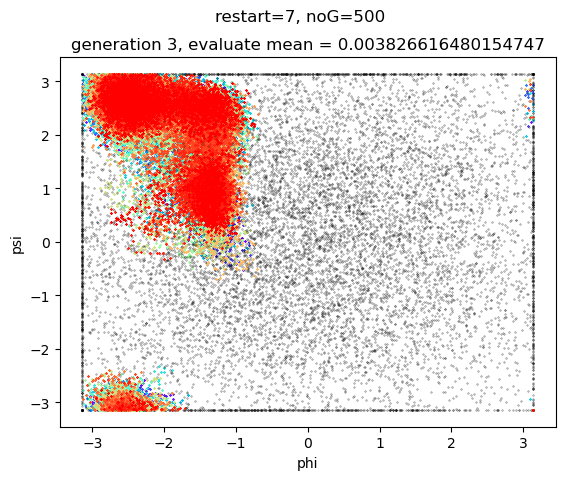 restart=7, noG=500
generation 3, evaluate mean = 0.003826616480154747
3
2
1
0
−1
−2
−3
psi
−3 −2 −1 0 1 2 3
phi